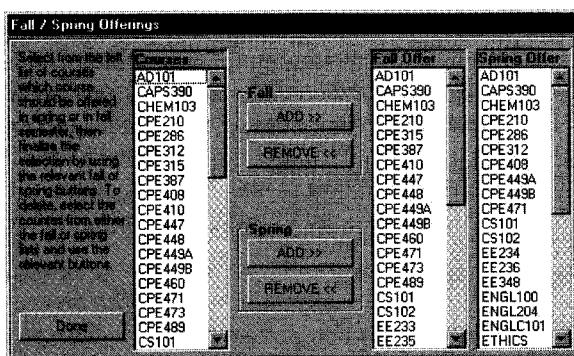 Fall / Spring Offerings
Select from the left
list of courses
which course
should be offered
in spring or in fall
semester, then
finalize the
selection by using
the relevant fall or
spring buttons. To
delete, select the
courses from either
the fall or spring
lists and use the
relevant buttons.
Done
Courses
AD101
CAPS390
CHEM103
CPE210
CPE286
CPE312
CPE315
CPE387
CPE408
CPE410
CPE447
CPE448
CPE449A
CPE449B
CPE460
CPE471
CPE473
CPE489
CS101
Fall
ADD >>
REMOVE <<
Spring
ADD >>
REMOVE <<
Fall Offer
AD101
CAPS390
CHEM103
CPE210
CPE315
CPE387
CPE410
CPE447
CPE448
CPE449A
CPE449B
CPE460
CPE471
CPE473
CPE489
CS101
CS102
EE233
EE235
Spring Offer
AD101
CAPS390
CHEM103
CPE210
CPE286
CPE312
CPE408
CPE449A
CPE449B
CPE471
CS101
CS102
EE234
EE236
EE348
ENGL100
ENGL204
ENGLC101
ETHICS